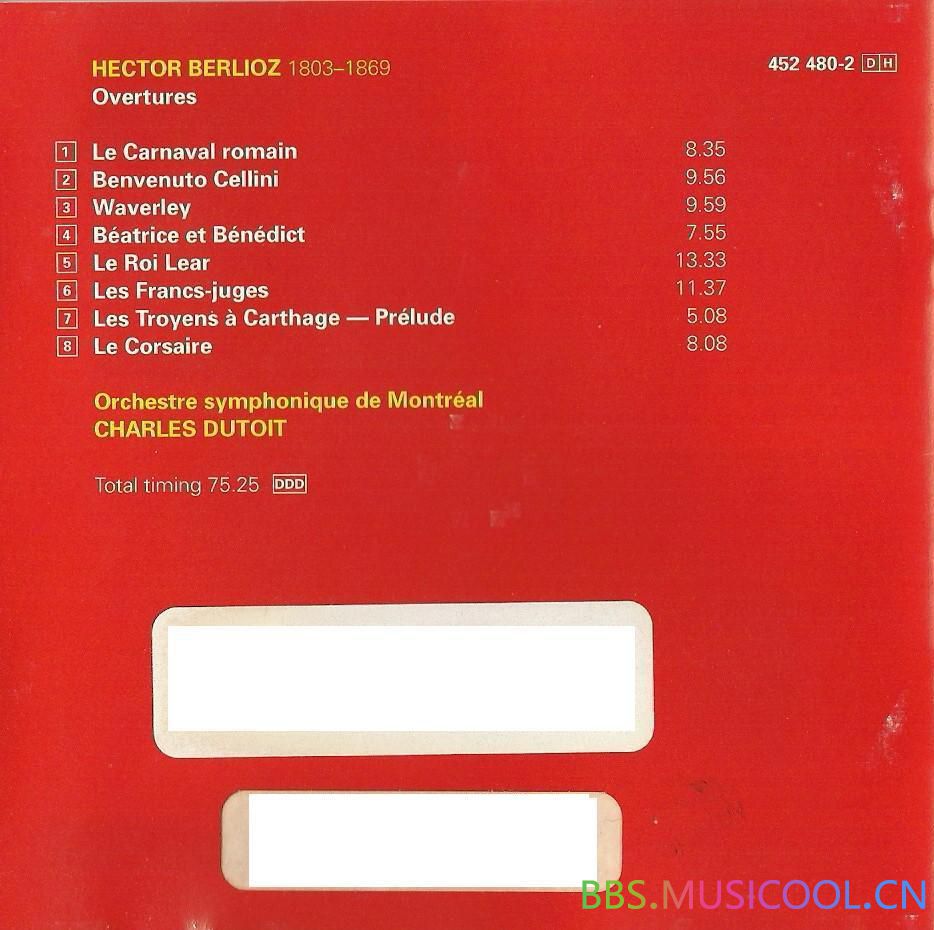 HECTOR BERLIOZ 1803–1869
452 480-2 DH
Overtures
1 Le Carnaval romain 8.35
2 Benvenuto Cellini 9.56
3 Waverley 9.59
4 Béatrice et Bénédict 7.55
5 Le Roi Lear 13.33
6 Les Francs-juges 11.37
7 Les Troyens à Carthage — Prélude 5.08
8 Le Corsaire 8.08
Orchestre symphonique de Montréal
CHARLES DUTOIT
Total timing 75.25 DDD
BBS.MUSICOOL.CN